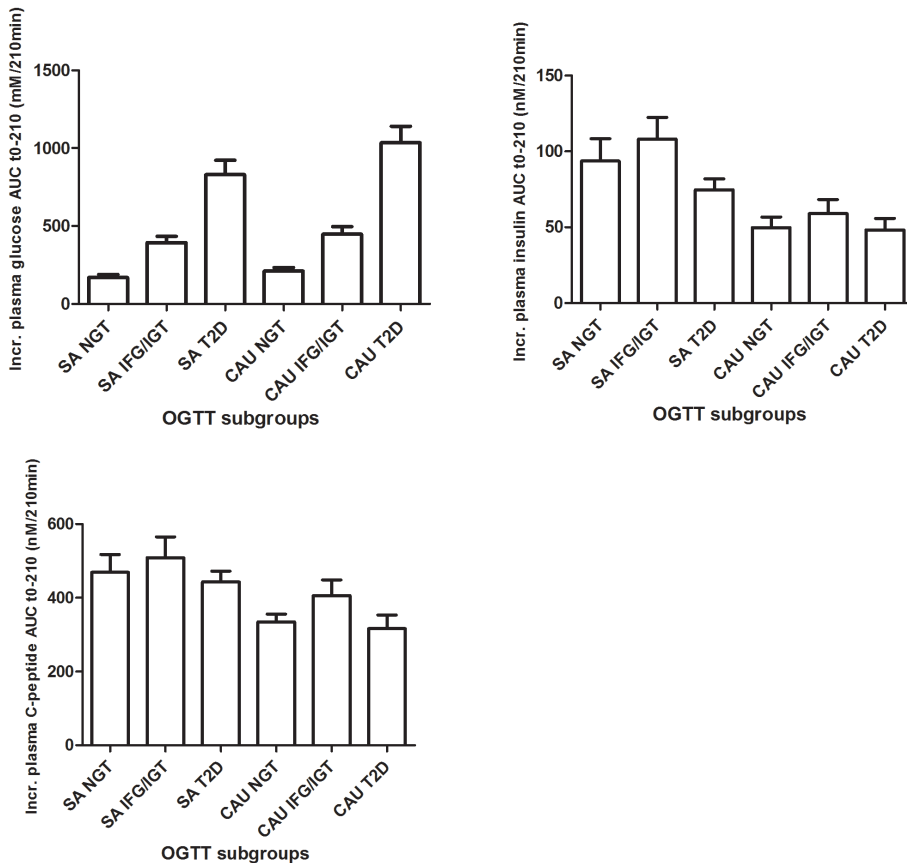 Incr. plasma glucose AUC t0-210 (mM/210min)
1500
1000
500
0
SA NGT
SA IFG/IGT
SA T2D
CAU NGT
CAU IFG/IGT
CAU T2D
OGTT subgroups
Incr. plasma insulin AUC t0-210 (nM/210min)
150
100
50
0
SA NGT
SA IFG/IGT
SA T2D
CAU NGT
CAU IFG/IGT
CAU T2D
OGTT subgroups
Incr. plasma C-peptide AUC t0-210 (nM/210min)
600
400
200
0
SA NGT
SA IFG/IGT
SA T2D
CAU NGT
CAU IFG/IGT
CAU T2D
OGTT subgroups